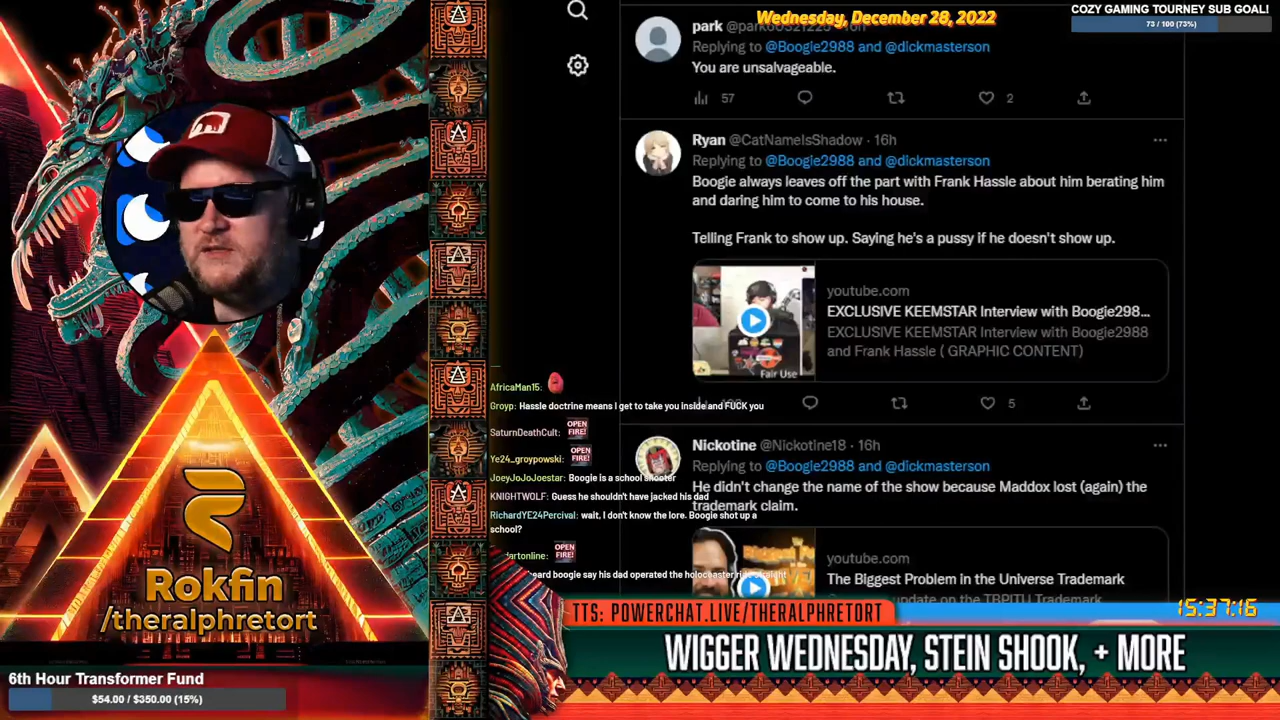 Wednesday, December 28, 2022
COZY GAMING TOURNEY SUB GOAL!
73 / 100 (73%)
park
Replying to @Boogie2988 and @dickmasterson
You are unsalvageable.
57
2
Ryan @CatNameIsShadow · 16h
Replying to @Boogie2988 and @dickmasterson
Boogie always leaves off the part with Frank Hassle about him berating him
and daring him to come to his house.
Telling Frank to show up. Saying he's a pussy if he doesn't show up.
youtube.com
EXCLUSIVE KEEMSTAR Interview with Boogie298...
EXCLUSIVE KEEMSTAR Interview with Boogie2988
and Frank Hassle ( GRAPHIC CONTENT)
Fair Use
5
Nickotine @Nickotine18 · 16h
Replying to @Boogie2988 and @dickmasterson
He didn't change the name of the show because Maddox lost (again) the
trademark claim.
youtube.com
The Biggest Problem in the Universe Trademark
AfricaMan15:
Groyp: Hassle doctrine means I get to take you inside and FUCK you
SaturnDeathCult: OPEN FIRE!
Ye24_groypowski: OPEN FIRE!
JoeyJoJoJoestar: Boogie is a school shooter
KNIGHTWOLF: Guess he shouldn't have jacked his dad
RichardYE24Percival: wait, I don't know the lore. Boogie shot up a
school?
OPEN FIRE!
heard boogie say his dad operated the holocoaster ride straight
Rokfin
/theralphretort
6th Hour Transformer Fund
$54.00 / $350.00 (15%)
TTS: POWERCHAT.LIVE/THERALPHRETORT
15:37:16
WIGGER WEDNESDAY, STEIN SHOOK, + MORE